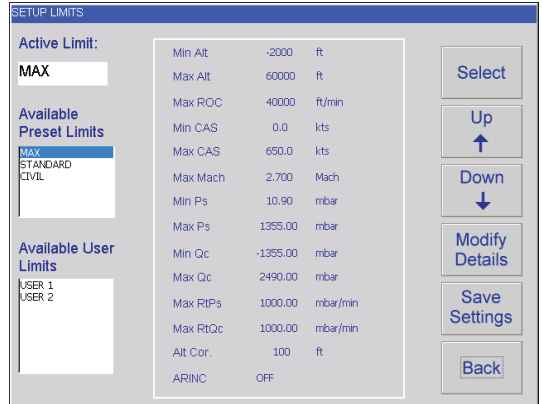 SETUP LIMITS
Active Limit:
MAX
Available
Preset Limits
MAX
STANDARD
CIVIL
Available User
Limits
USER 1
USER 2
Min Alt -2000 ft
Max Alt 60000 ft
Max ROC 40000 ft/min
Min CAS 0.0 kts
Max CAS 650.0 kts
Max Mach 2.700 Mach
Min Ps 10.90 mbar
Max Ps 1355.00 mbar
Min Qc -1355.00 mbar
Max Qc 2490.00 mbar
Max RtPs 1000.00 mbar/min
Max RtQc 1000.00 mbar/min
Alt Cor. 100 ft
ARINC OFF
Select
Up
↑
Down
↓
Modify
Details
Save
Settings
Back